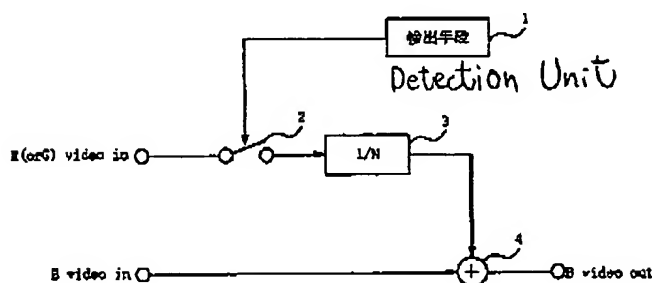 検出手段
1
Detection Unit
2
3
R(orG) video in
1/N
4
B video in
B video out